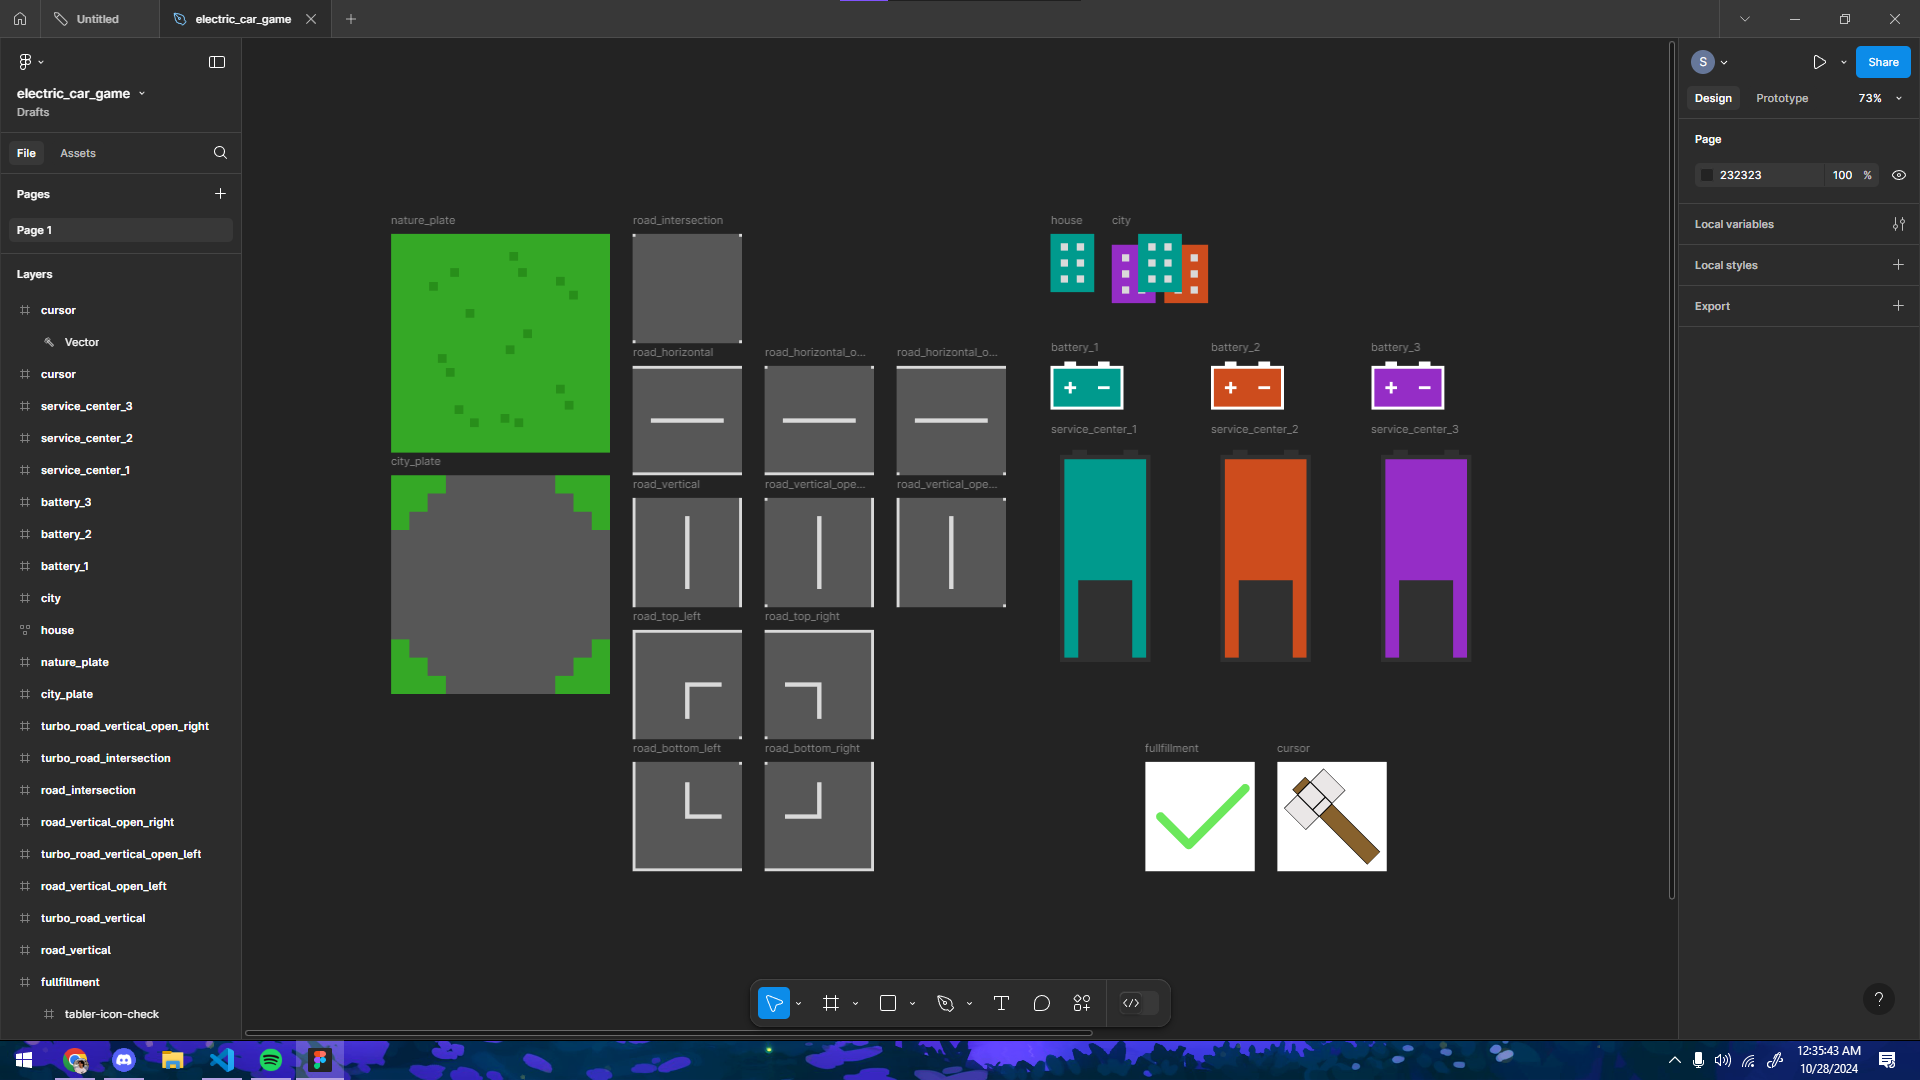 Untitled
electric_car_game
electric_car_game
Drafts
File
Assets
Pages
Page 1
Layers
cursor
Vector
cursor
service_center_3
service_center_2
service_center_1
battery_3
battery_2
battery_1
city
house
nature_plate
city_plate
turbo_road_vertical_open_right
turbo_road_intersection
road_intersection
road_vertical_open_right
turbo_road_vertical_open_left
road_vertical_open_left
turbo_road_vertical
road_vertical
fullfillment
tabler-icon-check
nature_plate
road_intersection
house
city
road_horizontal
road_horizontal_o...
road_horizontal_o...
battery_1
battery_2
battery_3
service_center_1
service_center_2
service_center_3
city_plate
road_vertical
road_vertical_ope...
road_vertical_ope...
road_top_left
road_top_right
road_bottom_left
road_bottom_right
fullfillment
cursor
S
Share
Design
Prototype
73%
Page
232323
100 %
Local variables
Local styles
Export
?
12:35:43 AM
10/28/2024